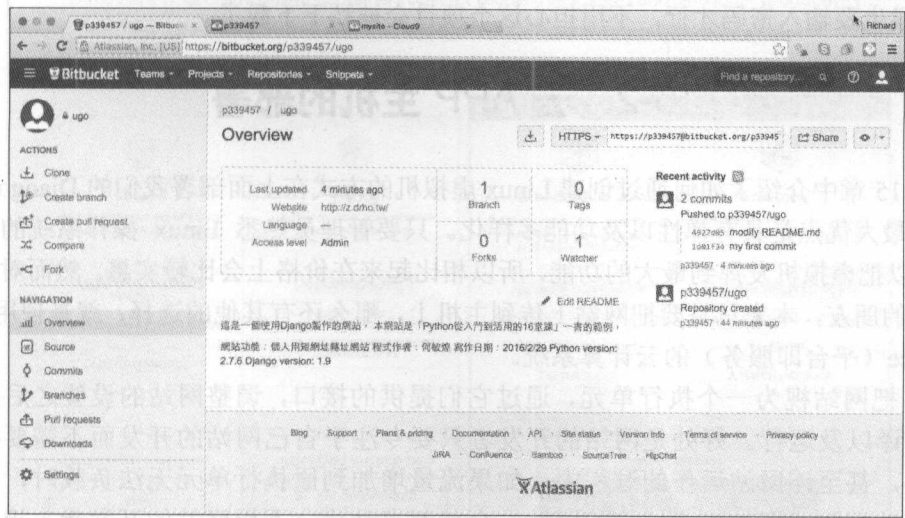 p339457 / ugo — Bitbuck
p339457
mysite - Cloud9
Richard
Atlassian, Inc. [US] https://bitbucket.org/p339457/ugo
Bitbucket Teams Projects Repositories Snippets
Find a repository...
ugo
ACTIONS
Clone
Create branch
Create pull request
Compare
Fork
NAVIGATION
Overview
Source
Commits
Branches
Pull requests
Downloads
Settings
p339457 / ugo
Overview
HTTPS https://p339457@bitbucket.org/p33945
Share
Last updated 4 minutes ago
Website http://z.drho.tw/
Language
Access level Admin
1
Branch
0
Tags
0
Forks
1
Watcher
Edit README
這是一個使用Django製作的網站, 本網站是「Python從入門到活用的16堂課」一書的範例,
網站功能:個人用短網址轉址網站 程式作者:何敏煌 寫作日期:2016/2/29 Python version:
2.7.6 Django version: 1.9
Recent activity
2 commits
Pushed to p339457/ugo
modify README.md
1d81f34 my first commit
p339457 · 4 minutes ago
p339457/ugo
Repository created
p339457 · 44 minutes ago
Blog Support Plans & pricing Documentation API Site status Version info Terms of service Privacy policy
JIRA Confluence Bamboo SourceTree HipChat
Atlassian